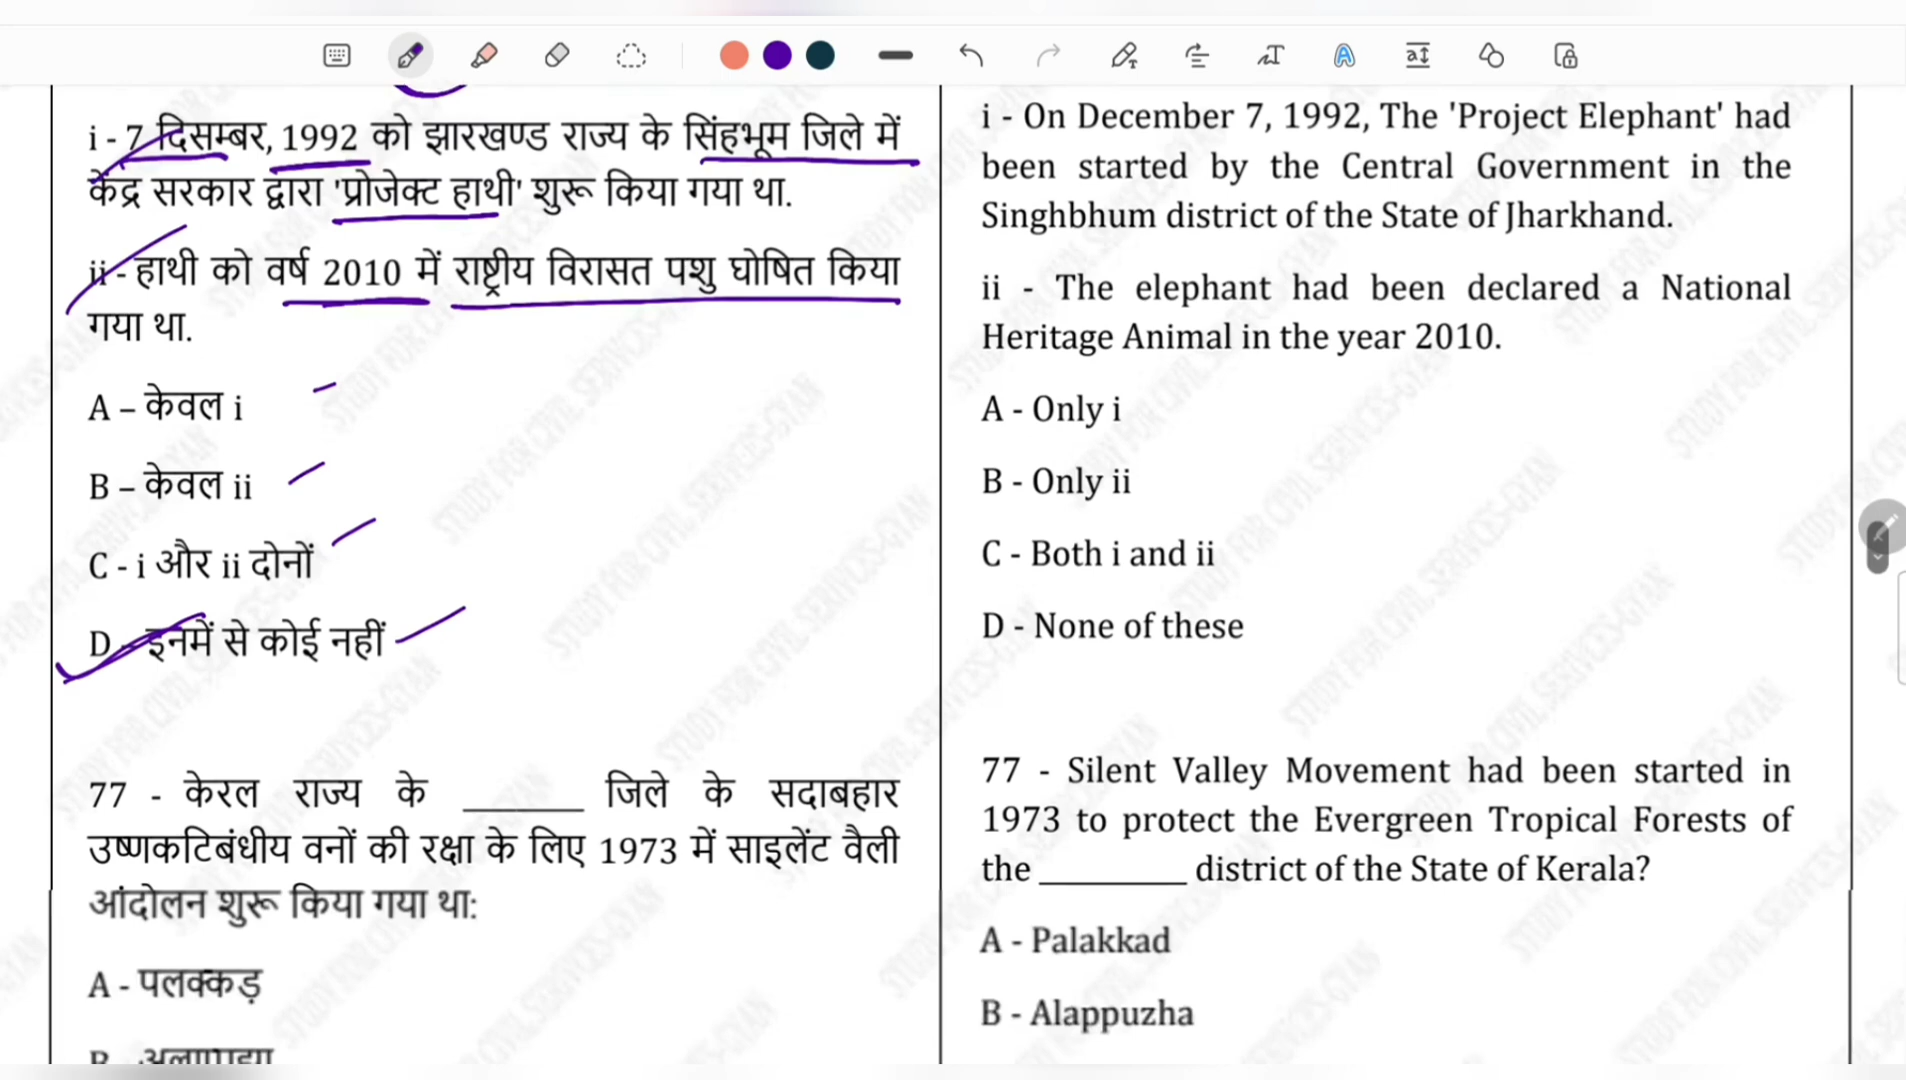 i - 7 दिसम्बर, 1992 को झारखण्ड राज्य के सिंहभूम जिले में
केंद्र सरकार द्वारा 'प्रोजेक्ट हाथी' शुरू किया गया था.
ii - हाथी को वर्ष 2010 में राष्ट्रीय विरासत पशु घोषित किया
गया था.
A – केवल i
B – केवल ii
C - i और ii दोनों
D - इनमें से कोई नहीं
77 - केरल राज्य के ______ जिले के सदाबहार
उष्णकटिबंधीय वनों की रक्षा के लिए 1973 में साइलेंट वैली
आंदोलन शुरू किया गया था:
A - पलक्कड़
i - On December 7, 1992, The 'Project Elephant' had
been started by the Central Government in the
Singhbhum district of the State of Jharkhand.
ii - The elephant had been declared a National
Heritage Animal in the year 2010.
A - Only i
B - Only ii
C - Both i and ii
D - None of these
77 - Silent Valley Movement had been started in
1973 to protect the Evergreen Tropical Forests of
the ________ district of the State of Kerala?
A - Palakkad
B - Alappuzha
STUDY FOR CIVIL SERIVCES-GYAN